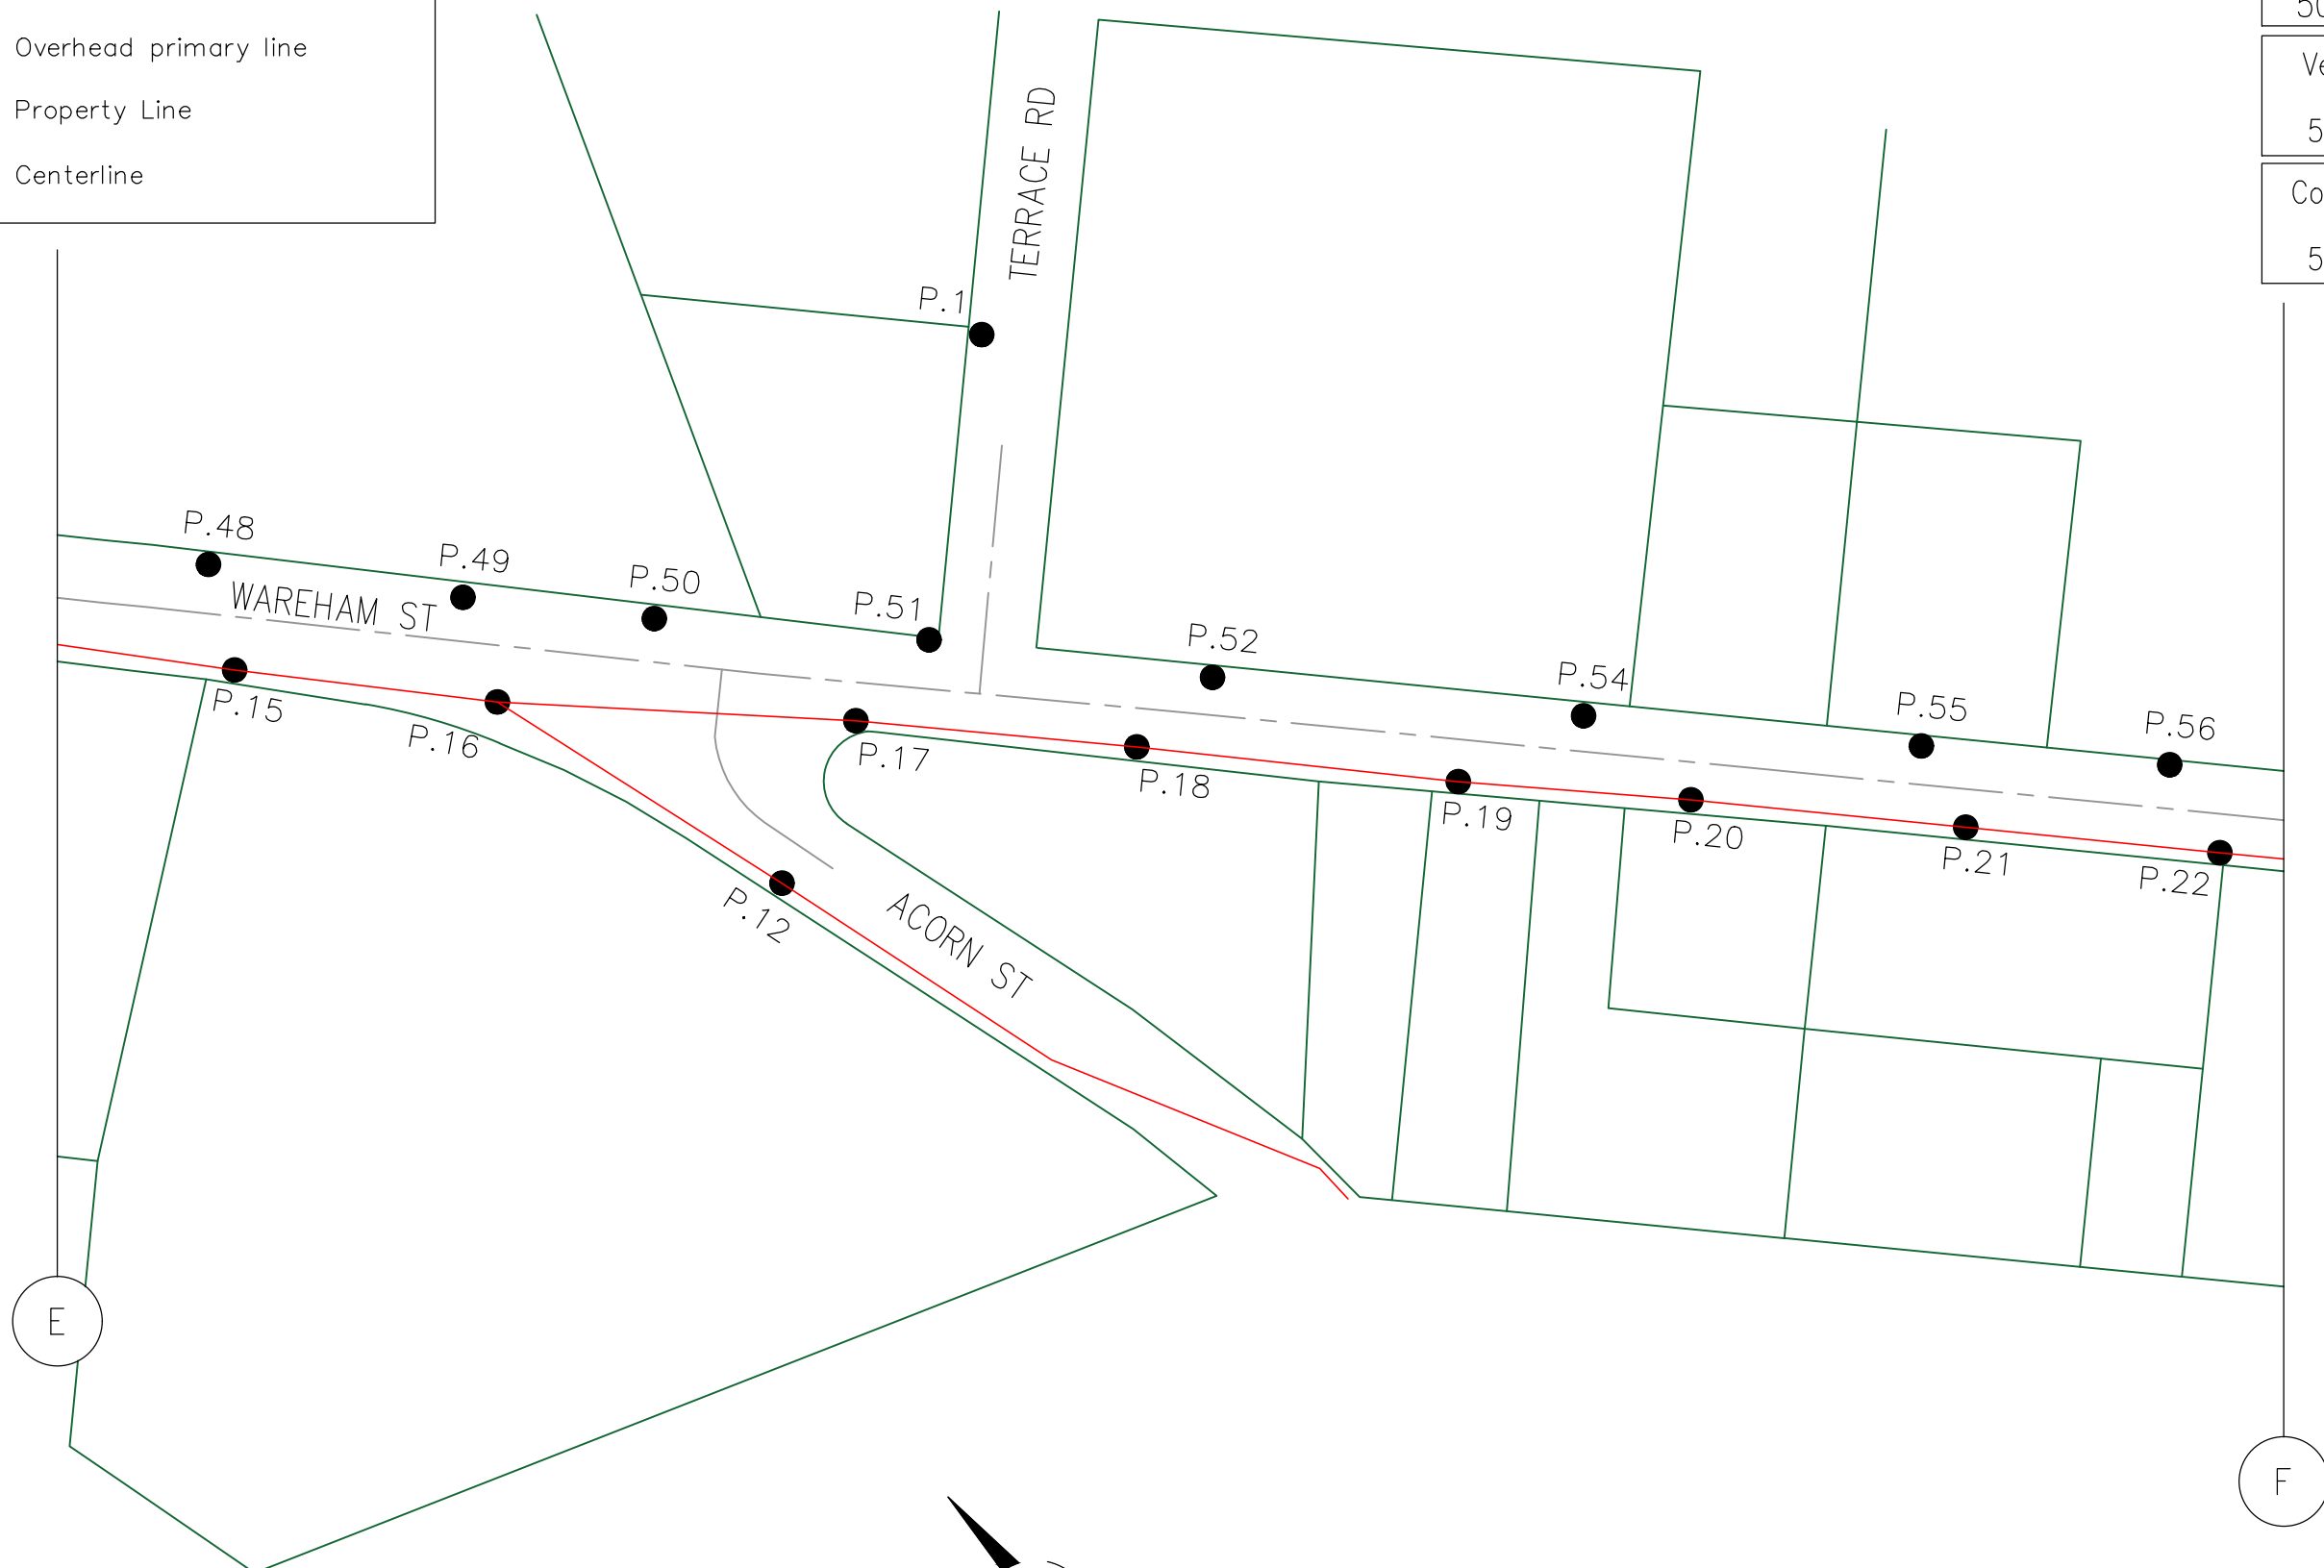 Overhead primary line
Property Line
Centerline
TERRACE RD
P.1
P.48
P.49
P.50
P.51
WAREHAM ST
P.52
P.54
P.55
P.56
P.15
P.16
P.17
P.18
P.19
P.20
P.21
P.22
P.12
ACORN ST
E
F